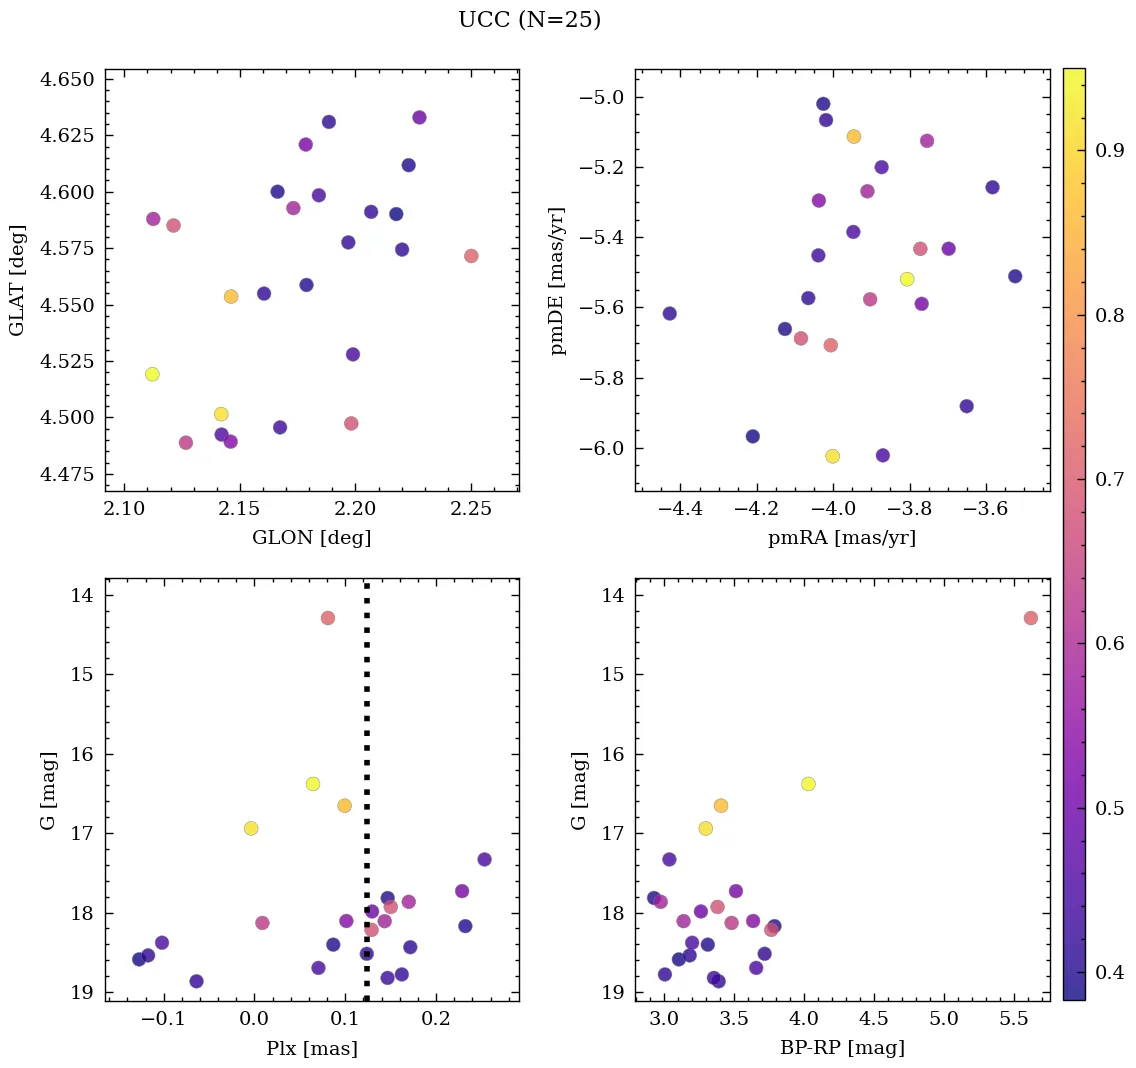 UCC (N=25)
4.650
4.625
4.600
4.575
4.550
4.525
4.500
4.475
GLAT [deg]
2.10 2.15 2.20 2.25
GLON [deg]
−5.0
−5.2
−5.4
−5.6
−5.8
−6.0
pmDE [mas/yr]
−4.4 −4.2 −4.0 −3.8 −3.6
pmRA [mas/yr]
14
15
16
17
18
19
G [mag]
−0.1 0.0 0.1 0.2
Plx [mas]
14
15
16
17
18
19
G [mag]
3.0 3.5 4.0 4.5 5.0 5.5
BP-RP [mag]
0.9
0.8
0.7
0.6
0.5
0.4